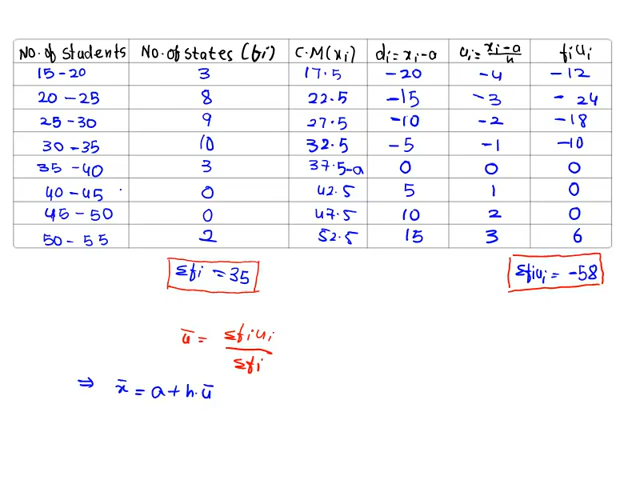 No. of students No. of states (fi) C.M(xi) di = xi-a ui = xi-a/h fiui
15-20 3 17.5 -20 -4 -12
20-25 8 22.5 -15 -3 -24
25-30 9 27.5 -10 -2 -18
30-35 10 32.5 -5 -1 -10
35-40 3 37.5-a 0 0 0
40-45 0 42.5 5 1 0
45-50 0 47.5 10 2 0
50-55 2 52.5 15 3 6
Σfi = 35 Σfiui = -58
ū = Σfiui / Σfi
⇒ x̄ = a + h.ū